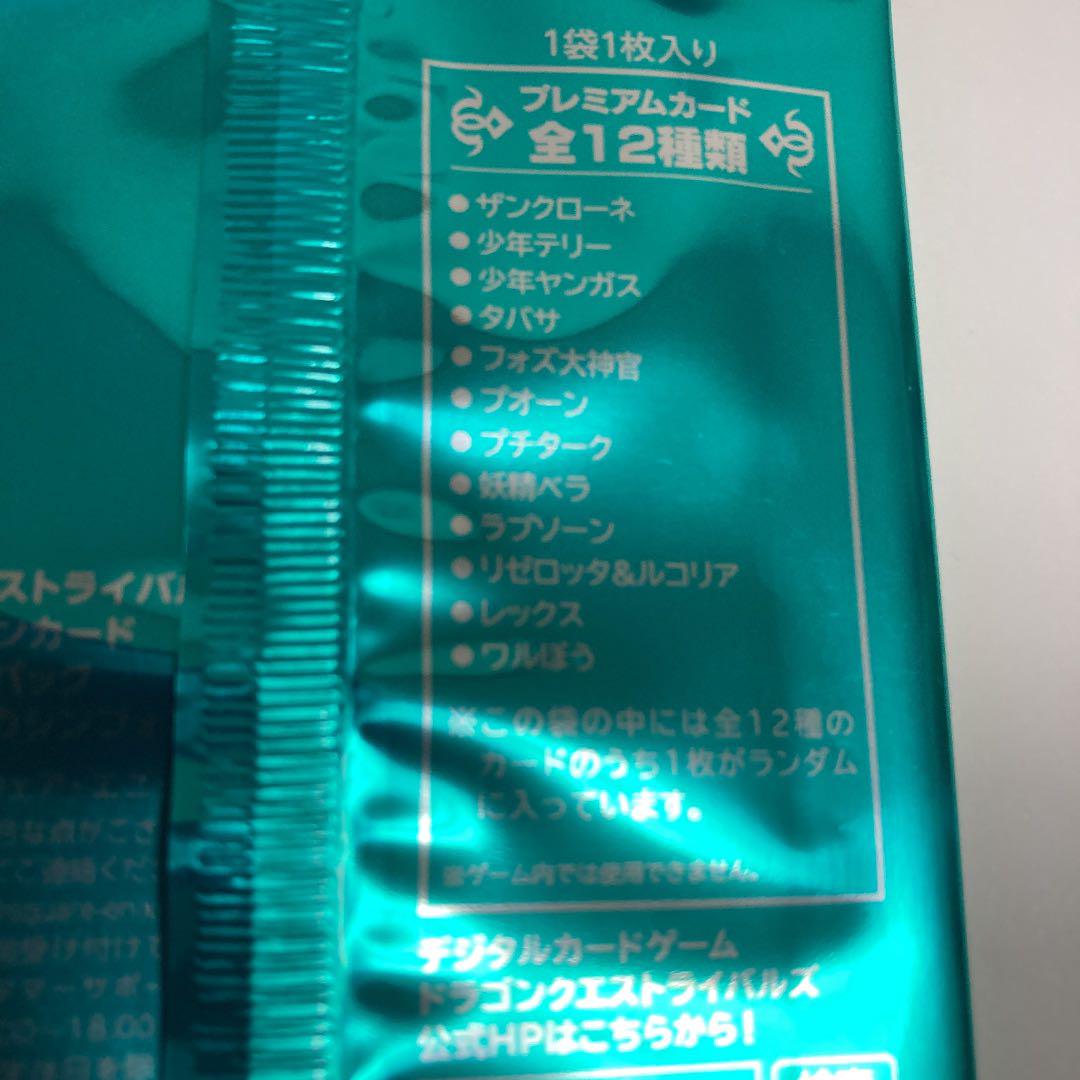 1袋1枚入り
プレミアムカード
全12種類
●ザンクローネ
●少年テリー
●少年ヤンガス
●タバサ
●フォズ大神官
●ブオーン
●プチターク
●妖精ベラ
●ラプソーン
●リゼロッタ&ルコリア
●レックス
●ワルぼう
※この袋の中には全12種の
カードのうち1枚がランダム
に入っています。
※ゲーム内では使用できません。
デジタルカードゲーム
ドラゴンクエストライバルズ
公式HPはこちらから!
ストライバ
ンカード
パック